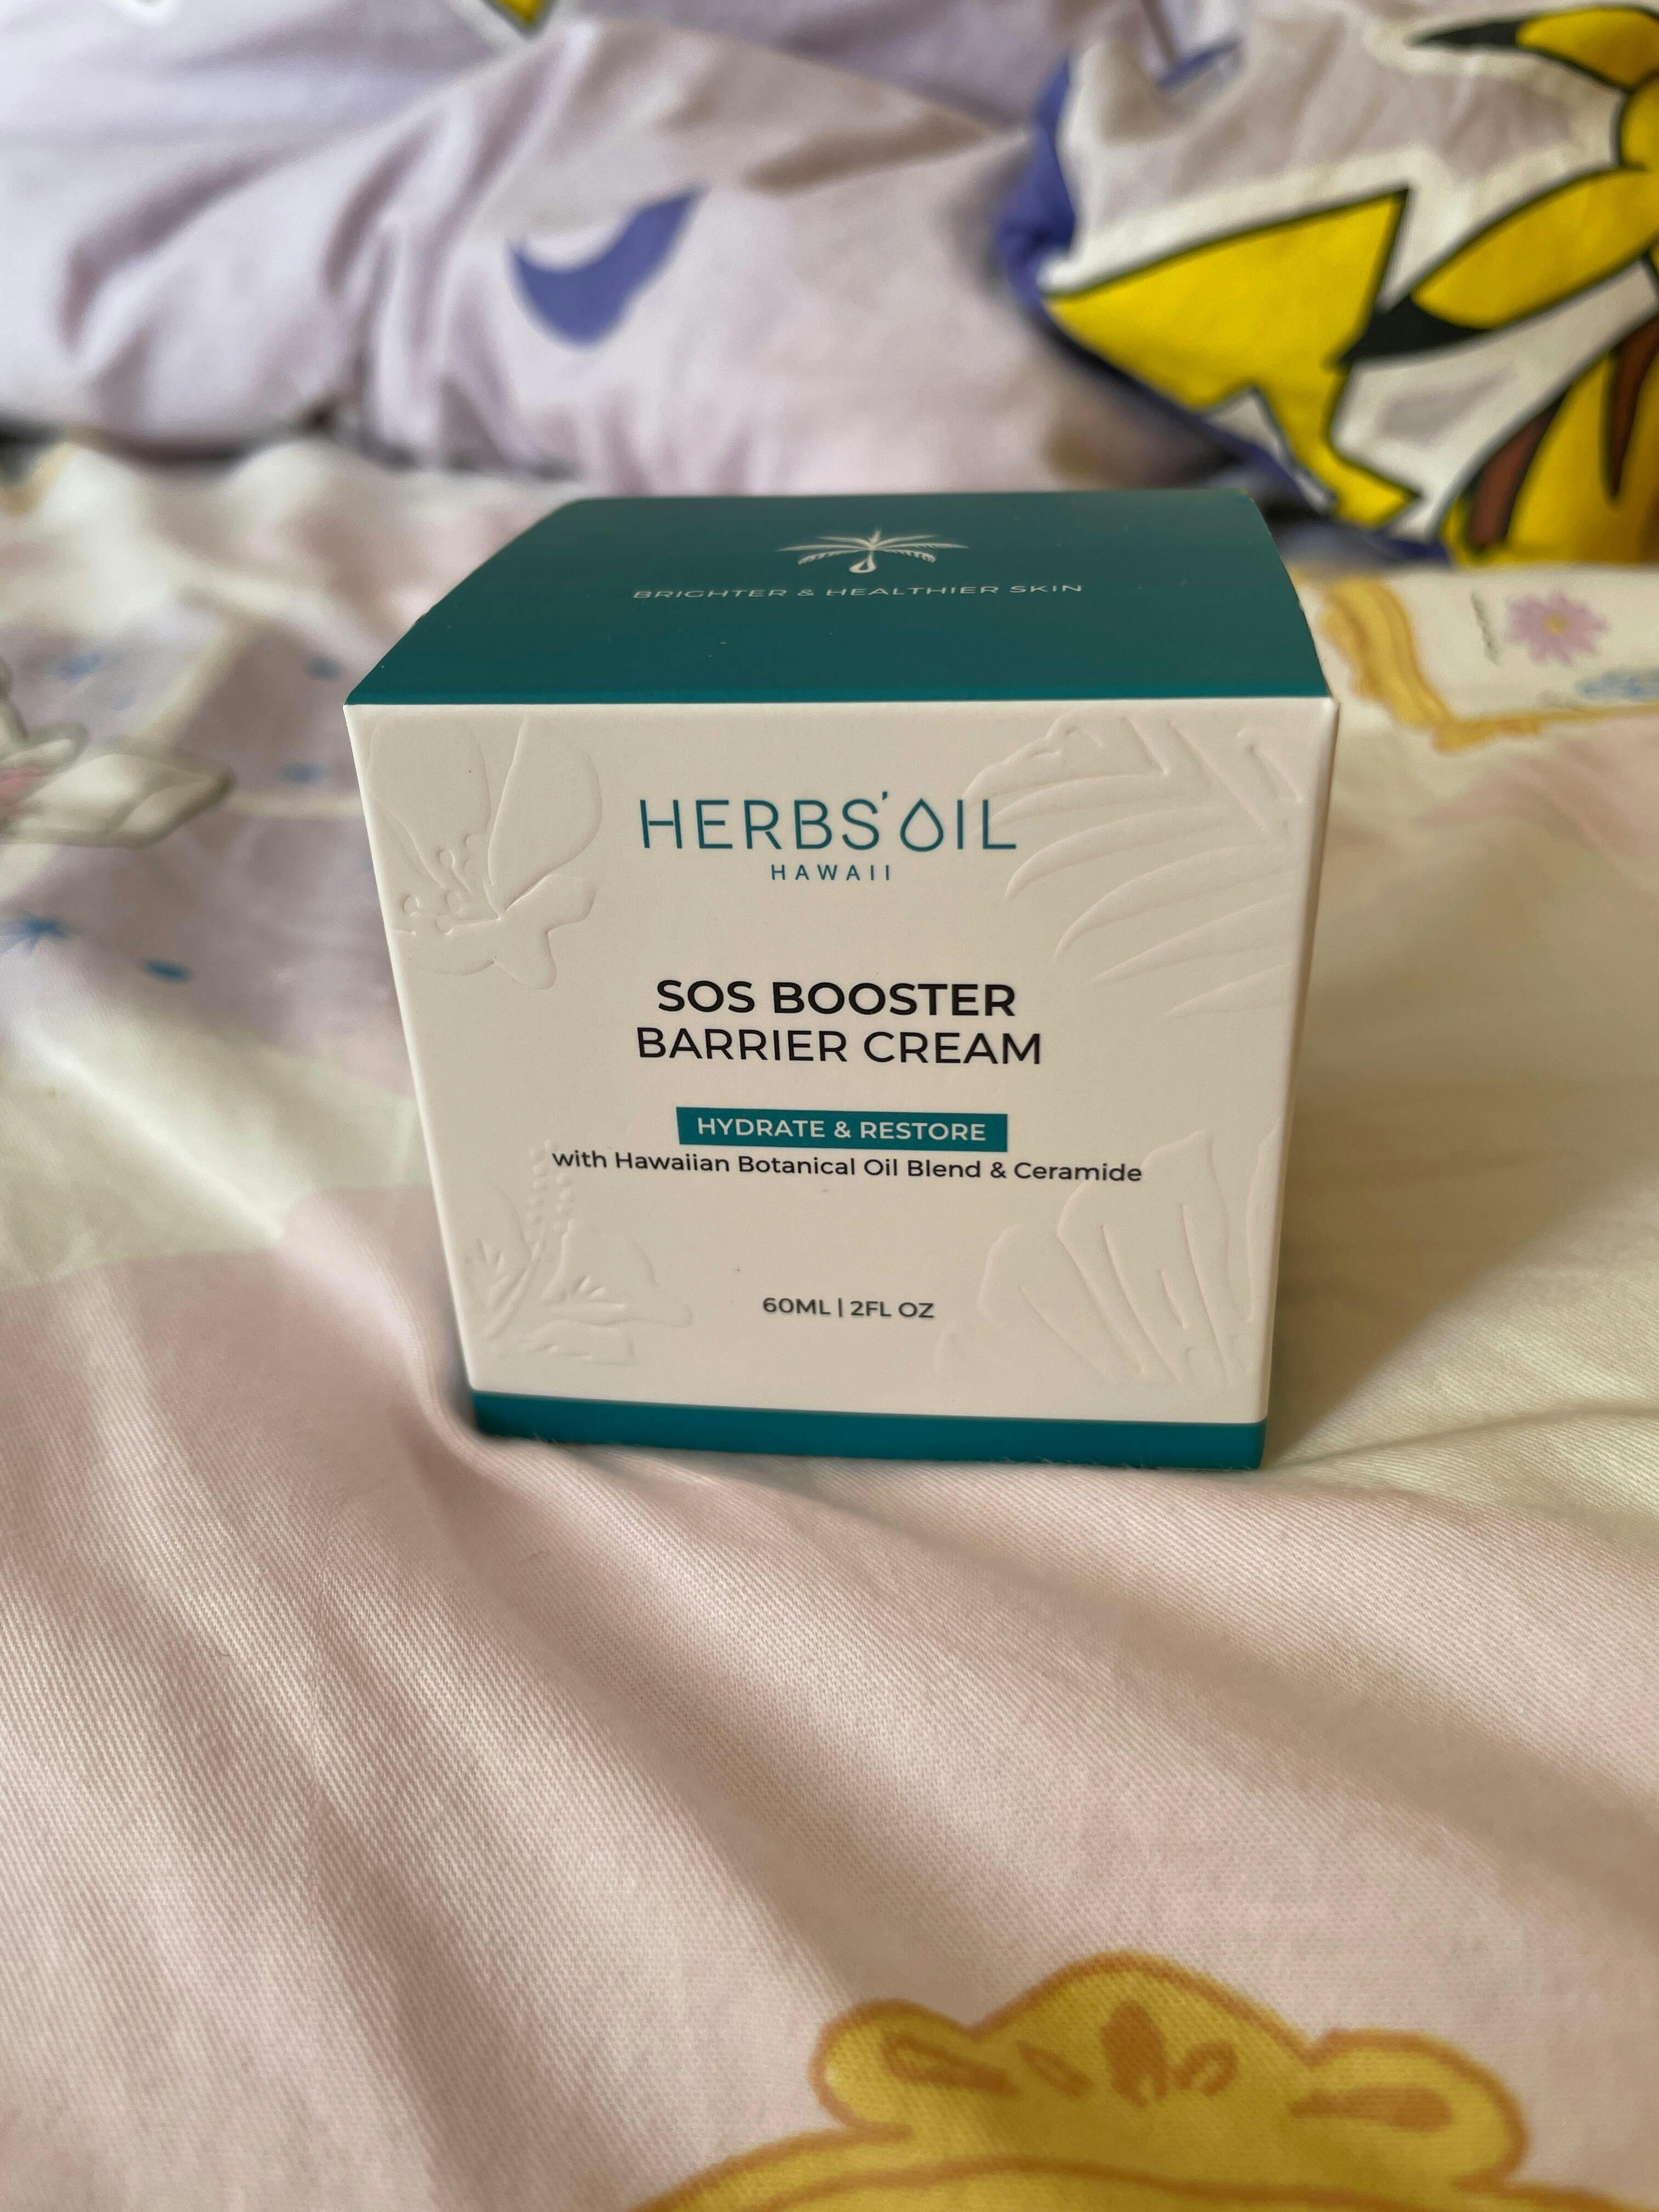 BRIGHTER & HEALTHIER SKIN
HERBS'OIL
HAWAII
SOS BOOSTER
BARRIER CREAM
HYDRATE & RESTORE
with Hawaiian Botanical Oil Blend & Ceramide
60ML | 2FL OZ